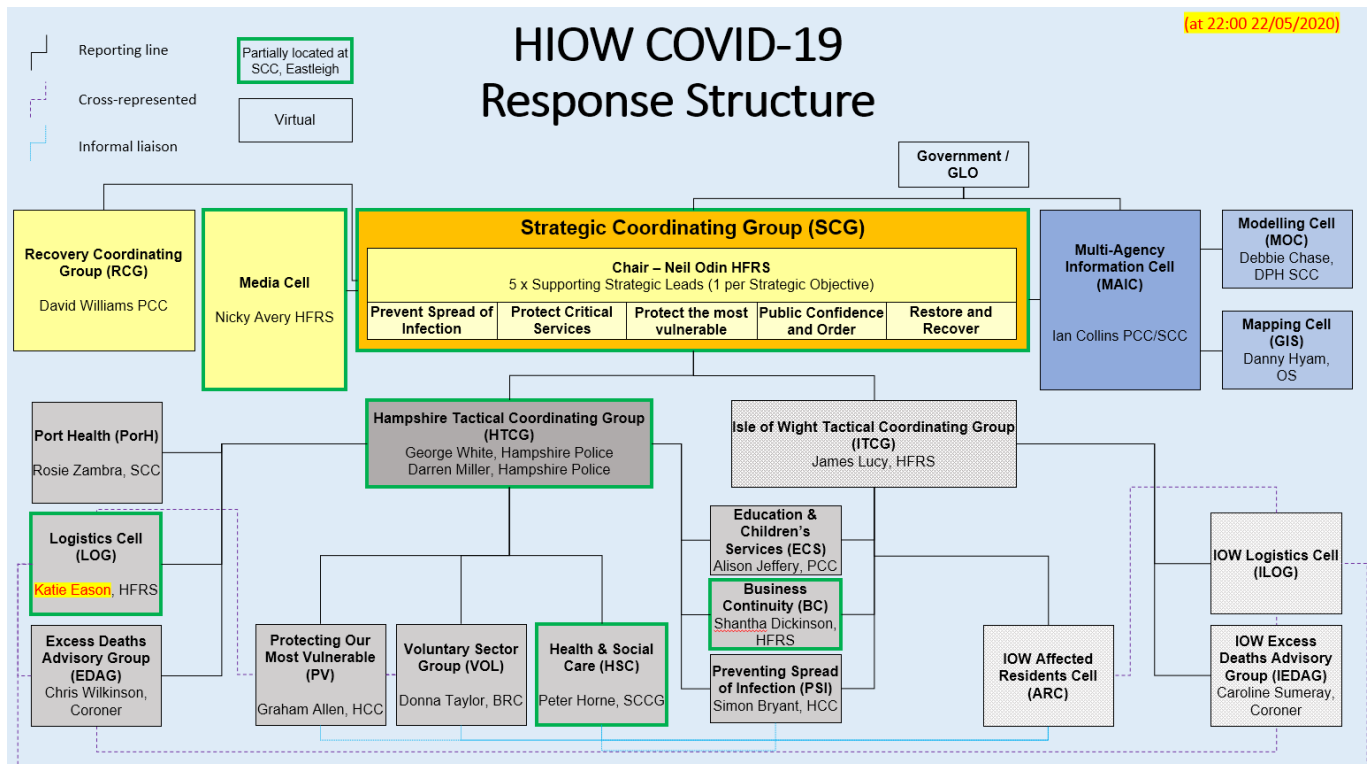 (at 22:00 22/05/2020)
HIOW COVID-19
Response Structure
Reporting line
Cross-represented
Informal liaison
Partially located at
SCC, Eastleigh
Virtual
Government /
GLO
Recovery Coordinating
Group (RCG)
David Williams PCC
Media Cell
Nicky Avery HFRS
Strategic Coordinating Group (SCG)
Chair – Neil Odin HFRS
5 x Supporting Strategic Leads (1 per Strategic Objective)
Prevent Spread of
Infection
Protect Critical
Services
Protect the most
vulnerable
Public Confidence
and Order
Restore and
Recover
Multi-Agency
Information Cell
(MAIC)
Ian Collins PCC/SCC
Modelling Cell
(MOC)
Debbie Chase,
DPH SCC
Mapping Cell
(GIS)
Danny Hyam,
OS
Port Health (PorH)
Rosie Zambra, SCC
Hampshire Tactical Coordinating Group
(HTCG)
George White, Hampshire Police
Darren Miller, Hampshire Police
Isle of Wight Tactical Coordinating Group
(ITCG)
James Lucy, HFRS
Logistics Cell
(LOG)
Katie Eason, HFRS
Education &
Children's
Services (ECS)
Alison Jeffery, PCC
IOW Logistics Cell
(ILOG)
Business
Continuity (BC)
Shantha Dickinson,
HFRS
Excess Deaths
Advisory Group
(EDAG)
Chris Wilkinson,
Coroner
Protecting Our
Most Vulnerable
(PV)
Graham Allen, HCC
Voluntary Sector
Group (VOL)
Donna Taylor, BRC
Health & Social
Care (HSC)
Peter Horne, SCCG
Preventing Spread
of Infection (PSI)
Simon Bryant, HCC
IOW Affected
Residents Cell
(ARC)
IOW Excess
Deaths Advisory
Group (IEDAG)
Caroline Sumeray,
Coroner